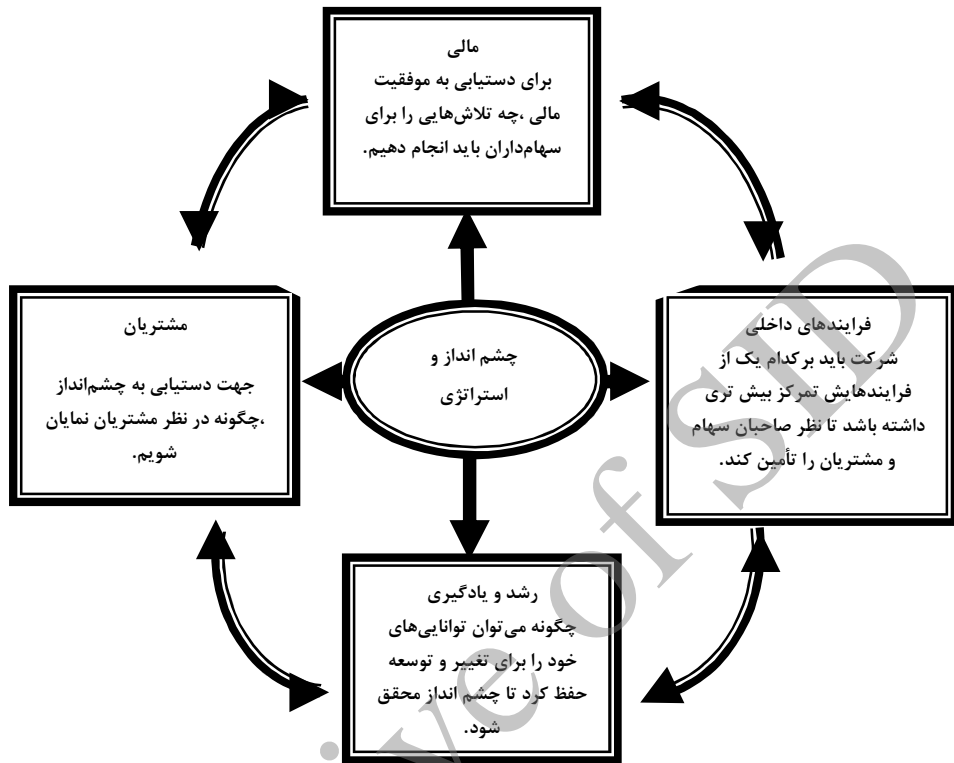 مالی
برای دستیابی به موفقیت
مالی ،چه تلاش‌هایی را برای
سهام‌داران باید انجام دهیم.
فرایندهای داخلی
شرکت باید برکدام یک از
فرایندهایش تمرکز بیش تری
داشته باشد تا نظر صاحبان سهام
و مشتریان را تأمین کند.
چشم انداز و
استراتژی
مشتریان
جهت دستیابی به چشم‌انداز
،چگونه در نظر مشتریان نمایان
شویم.
رشد و یادگیری
چگونه می‌توان توانایی‌های
خود را برای تغییر و توسعه
حفظ کرد تا چشم انداز محقق
شود.
ive of SID